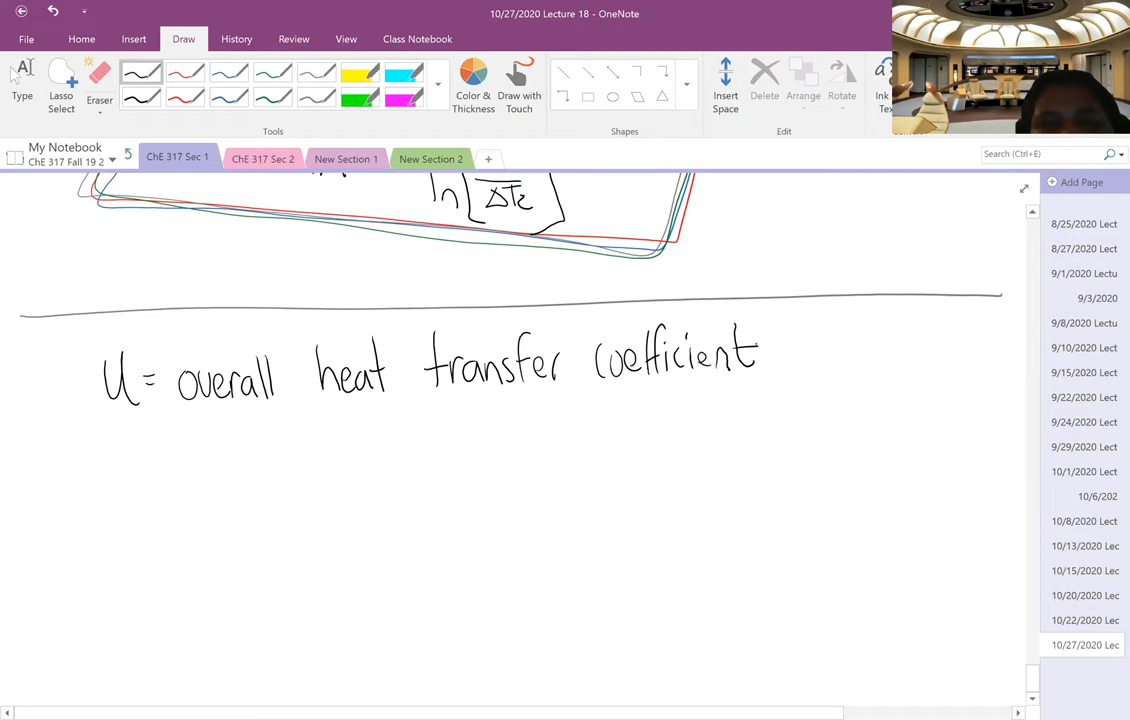 10/27/2020 Lecture 18 - OneNote
File Home Insert Draw History Review View Class Notebook
Type
Lasso Select
Eraser
Color & Thickness
Draw with Touch
Insert Space
Delete
Arrange
Rotate
Ink
Tools
Shapes
Edit
My Notebook
ChE 317 Fall 19 2
ChE 317 Sec 1 ChE 317 Sec 2 New Section 1 New Section 2 +
Search (Ctrl+E)
Add Page
8/25/2020 Lect
8/27/2020 Lect
9/1/2020 Lectu
9/3/2020
9/8/2020 Lectu
9/10/2020 Lect
9/15/2020 Lect
9/22/2020 Lect
9/24/2020 Lect
9/29/2020 Lect
10/1/2020 Lect
10/6/202
10/8/2020 Lect
10/13/2020 Lec
10/15/2020 Lec
10/20/2020 Lec
10/22/2020 Lec
10/27/2020 Lec
ln[ΔT2]
U = overall heat transfer coefficient